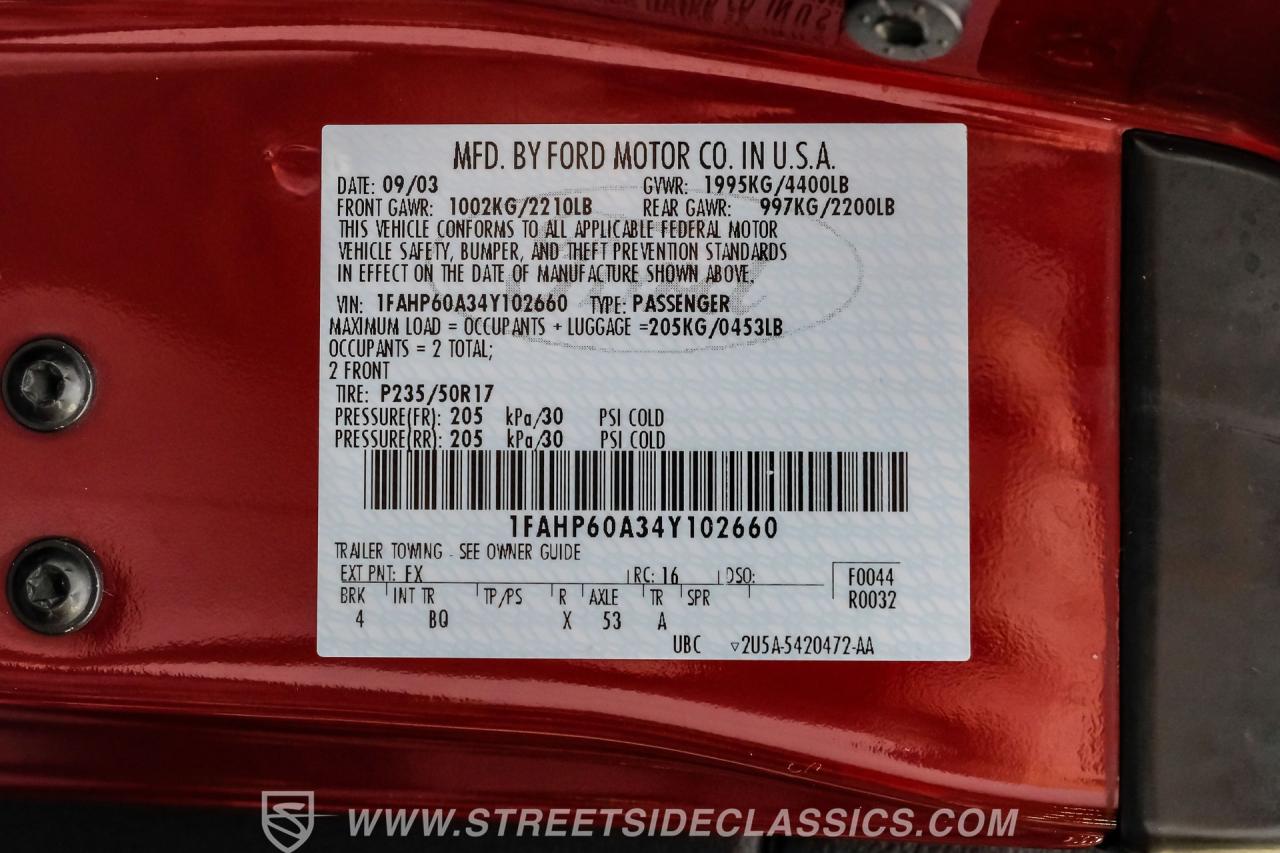 MFD. BY FORD MOTOR CO. IN U.S.A.
DATE: 09/03 GVWR: 1995KG/4400LB
FRONT GAWR: 1002KG/2210LB REAR GAWR: 997KG/2200LB
THIS VEHICLE CONFORMS TO ALL APPLICABLE FEDERAL MOTOR
VEHICLE SAFETY, BUMPER, AND THEFT PREVENTION STANDARDS
IN EFFECT ON THE DATE OF MANUFACTURE SHOWN ABOVE.
VIN: 1FAHP60A34Y102660 TYPE: PASSENGER
MAXIMUM LOAD = OCCUPANTS + LUGGAGE =205KG/0453LB
OCCUPANTS = 2 TOTAL;
2 FRONT
TIRE: P235/50R17
PRESSURE(FR): 205 kPa/30 PSI COLD
PRESSURE(RR): 205 kPa/30 PSI COLD
1FAHP60A34Y102660
TRAILER TOWING - SEE OWNER GUIDE
EXT PNT: FX RC: 16 DSO: F0044
BRK INT TR TP/PS R AXLE TR SPR R0032
4 BQ X 53 A
UBC ▽2U5A-5420472-AA
Ford
WWW.STREETSIDECLASSICS.COM